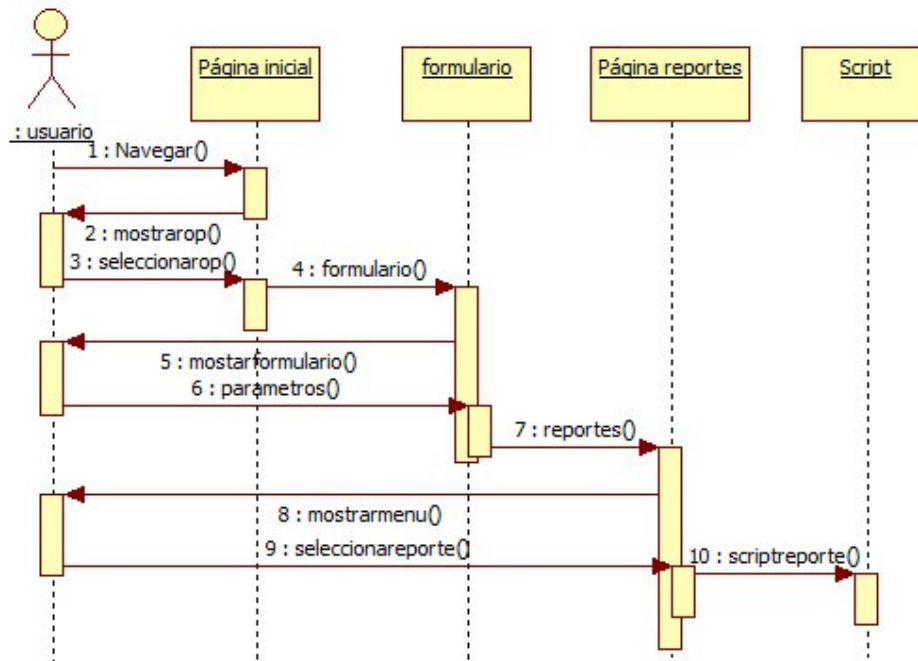 Página inicial
formulario
Página reportes
Script
: usuario
1 : Navegar()
2 : mostrarop()
3 : seleccionarop()
4 : formulario()
5 : mostarformulario()
6 : parametros()
7 : reportes()
8 : mostrarmenu()
9 : seleccionareporte()
10 : scriptreporte()